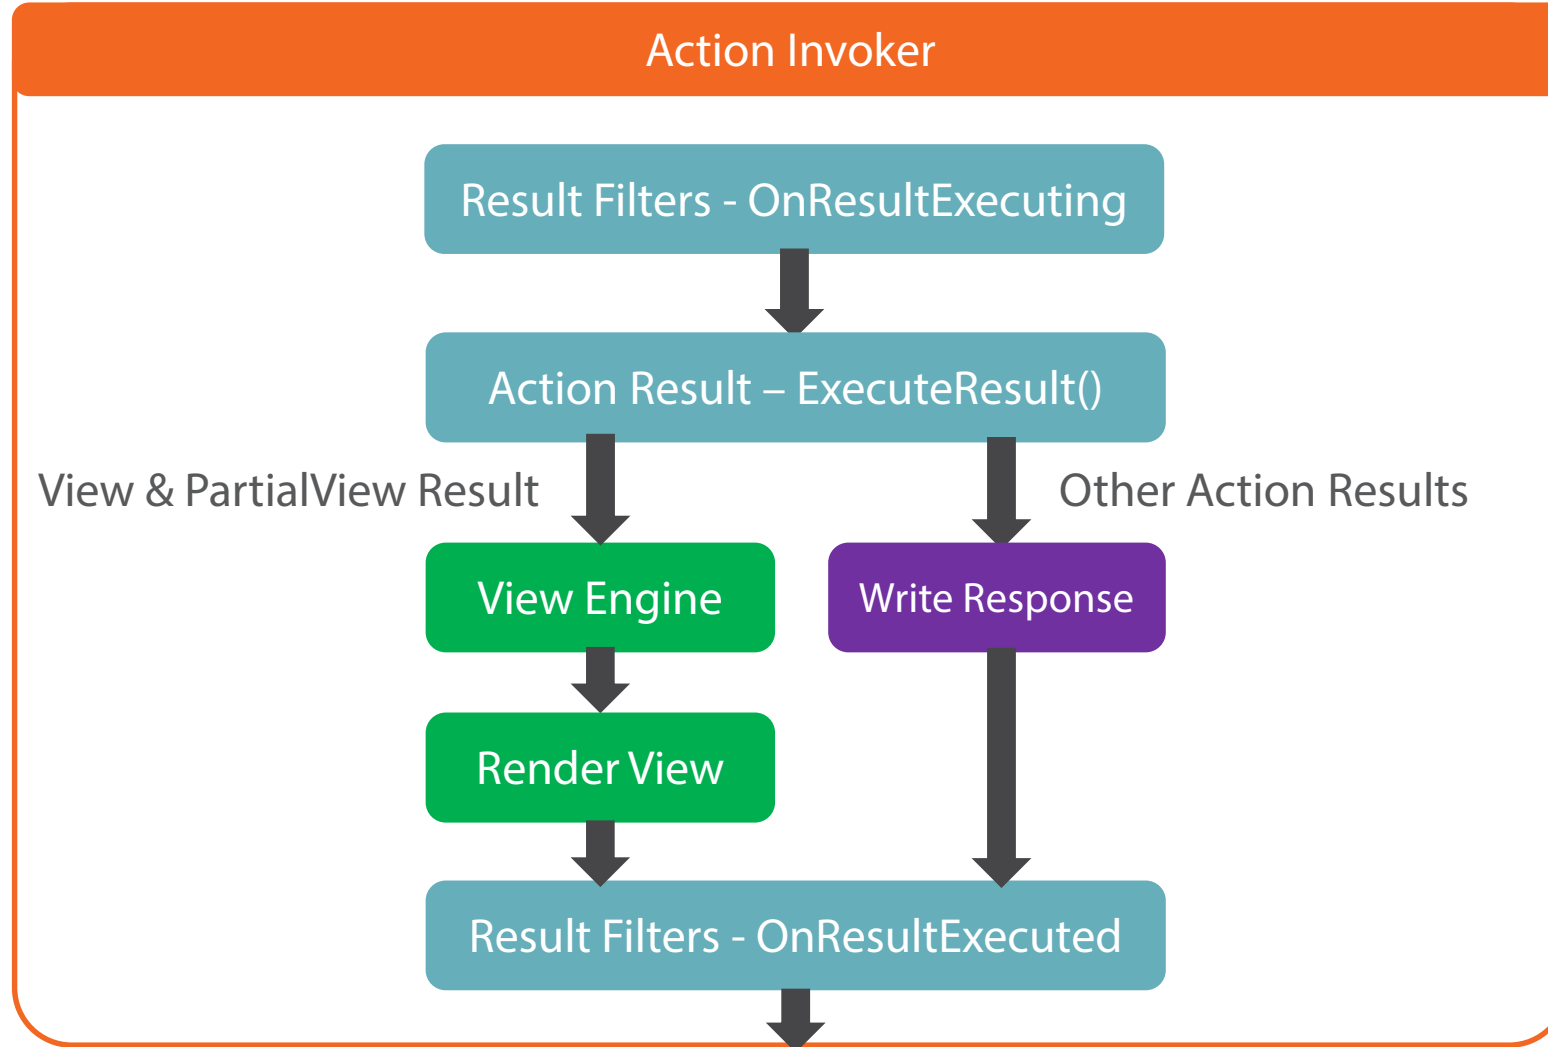 Action Invoker
Result Filters - OnResultExecuting
Action Result – ExecuteResult()
View & PartialView Result
Other Action Results
View Engine
Write Response
Render View
Result Filters - OnResultExecuted